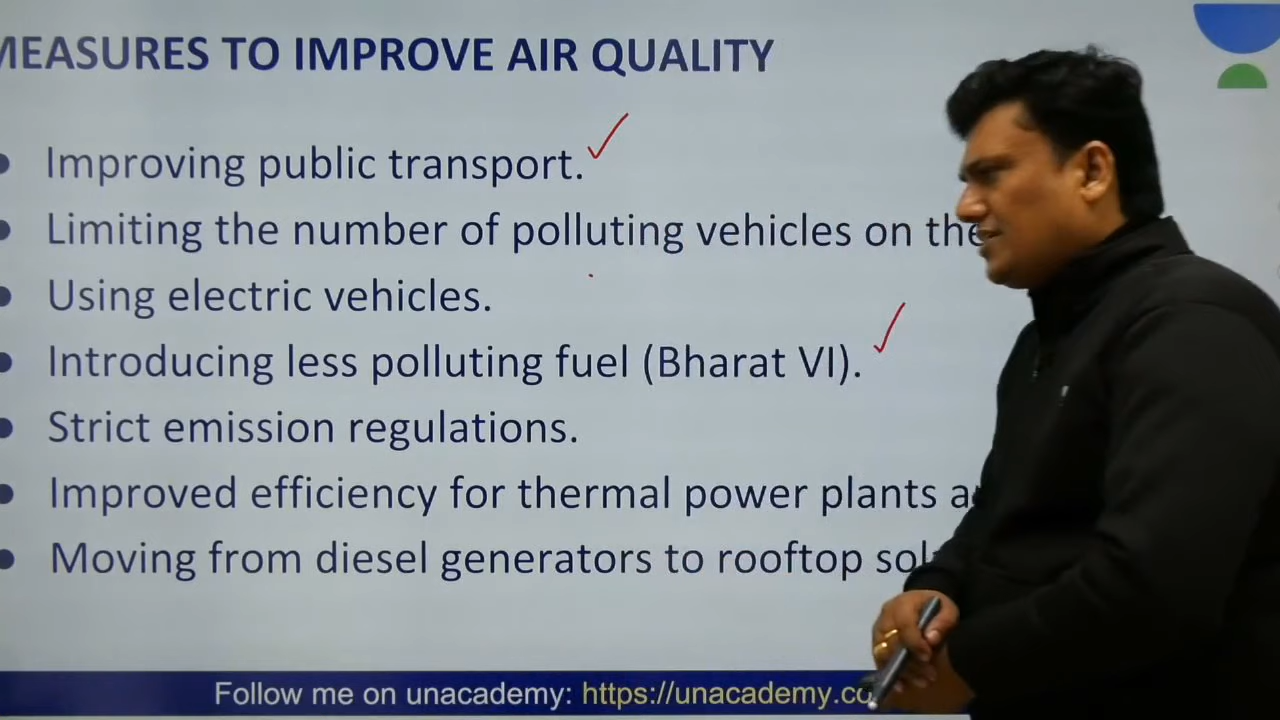 MEASURES TO IMPROVE AIR QUALITY
• Improving public transport.
• Limiting the number of polluting vehicles on the
• Using electric vehicles.
• Introducing less polluting fuel (Bharat VI).
• Strict emission regulations.
• Improved efficiency for thermal power plants
• Moving from diesel generators to rooftop
Follow me on unacademy: https://unacademy.co